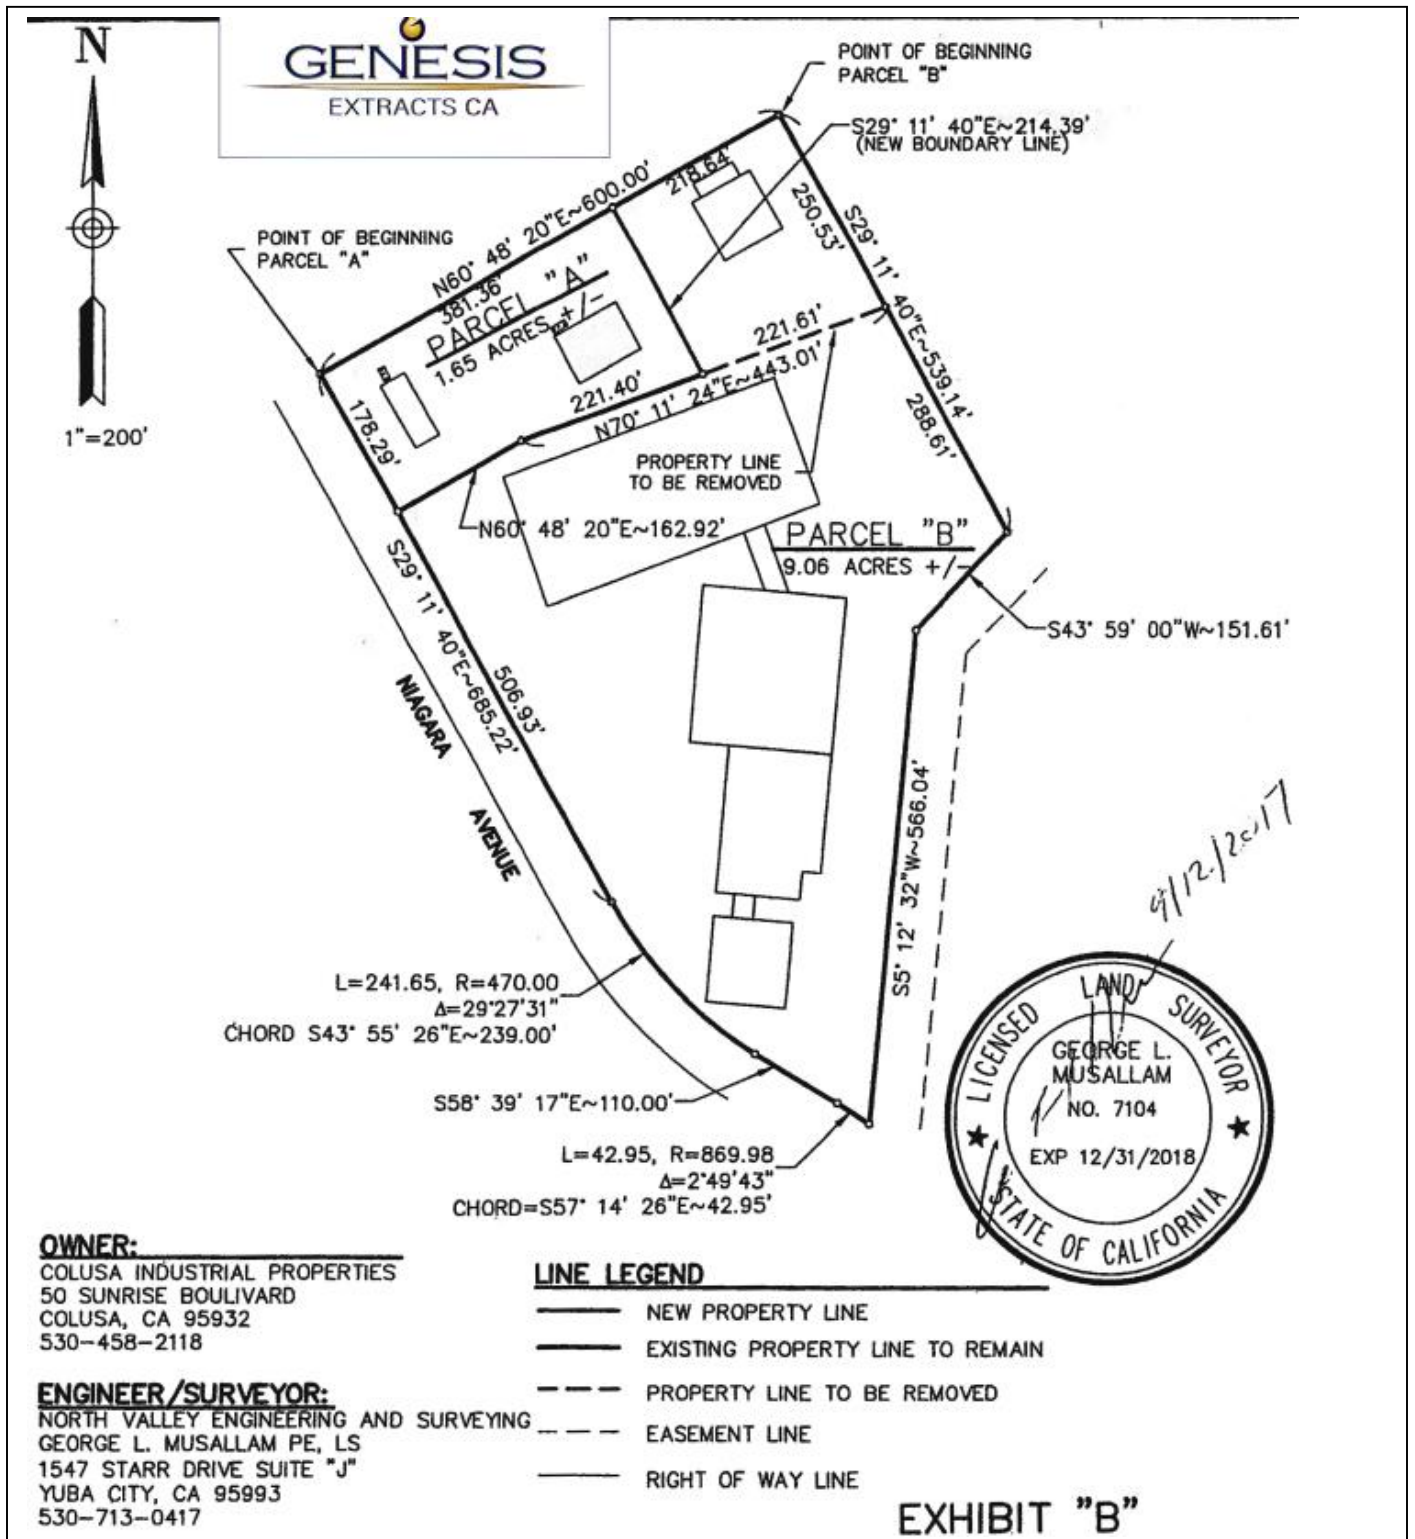 N
GENESIS
EXTRACTS CA
POINT OF BEGINNING
PARCEL "B"
S29° 11' 40"E~214.39'
(NEW BOUNDARY LINE)
218.64'
N60° 48' 20"E~600.00'
381.36'
POINT OF BEGINNING
PARCEL "A"
PARCEL "A"
1.65 ACRES +/-
250.53'
S29° 11' 40"E~539.14'
288.61'
221.61'
221.40'
N70° 11' 24"E~443.01'
178.29'
1"=200'
PROPERTY LINE
TO BE REMOVED
N60° 48' 20"E~162.92'
PARCEL "B"
9.06 ACRES +/-
S43° 59' 00"W~151.61'
S29° 11' 40"E~685.22'
506.93'
NIAGARA
AVENUE
S5° 12' 32"W~566.04'
9/12/2017
L=241.65, R=470.00
Δ=29°27'31"
CHORD S43° 55' 26"E~239.00'
S58° 39' 17"E~110.00'
L=42.95, R=869.98
Δ=2°49'43"
CHORD=S57° 14' 26"E~42.95'
LICENSED LAND SURVEYOR
GEORGE L.
MUSALLAM
NO. 7104
EXP 12/31/2018
STATE OF CALIFORNIA
OWNER:
COLUSA INDUSTRIAL PROPERTIES
50 SUNRISE BOULIVARD
COLUSA, CA 95932
530-458-2118
ENGINEER/SURVEYOR:
NORTH VALLEY ENGINEERING AND SURVEYING
GEORGE L. MUSALLAM PE, LS
1547 STARR DRIVE SUITE "J"
YUBA CITY, CA 95993
530-713-0417
LINE LEGEND
NEW PROPERTY LINE
EXISTING PROPERTY LINE TO REMAIN
PROPERTY LINE TO BE REMOVED
EASEMENT LINE
RIGHT OF WAY LINE
EXHIBIT "B"